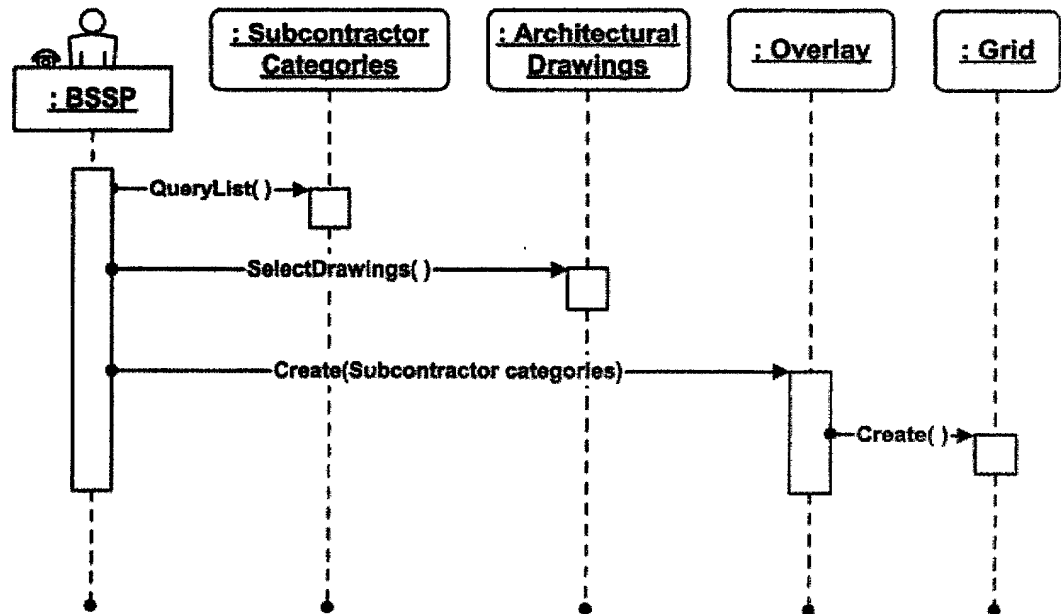 : BSSP
: Subcontractor
Categories
: Architectural
Drawings
: Overlay
: Grid
QueryList( )
SelectDrawings( )
Create(Subcontractor categories)
Create( )